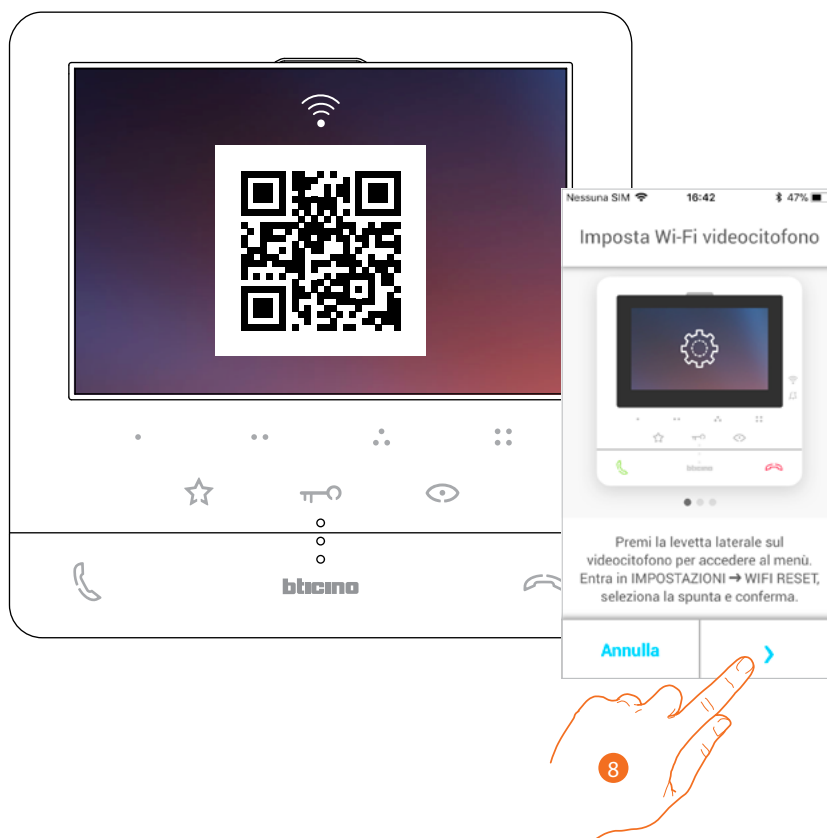 Nessuna SIM 16:42 47%
Imposta Wi-Fi videocitofono
bticino
Premi la levetta laterale sul
videocitofono per accedere al menù.
Entra in IMPOSTAZIONI → WIFI RESET,
seleziona la spunta e conferma.
bticino
Annulla
8